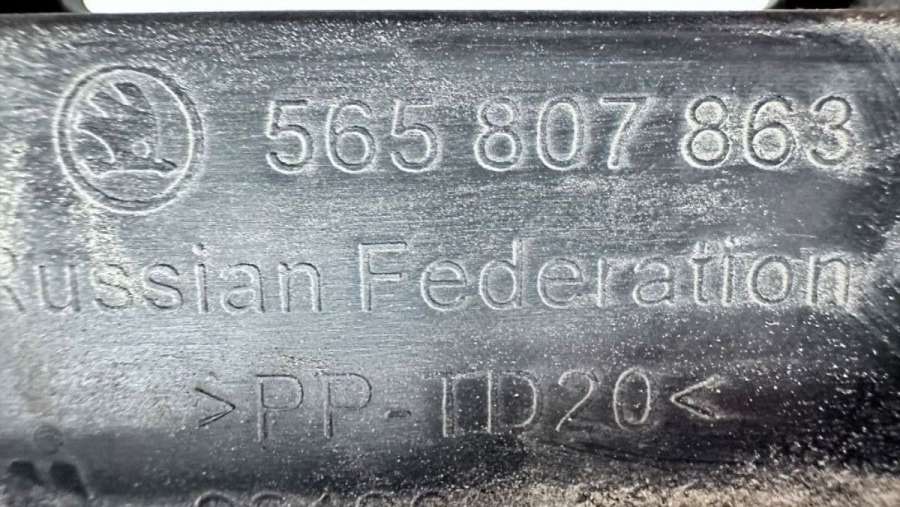 565 807 863
Russian Federation
>PP-TD20<